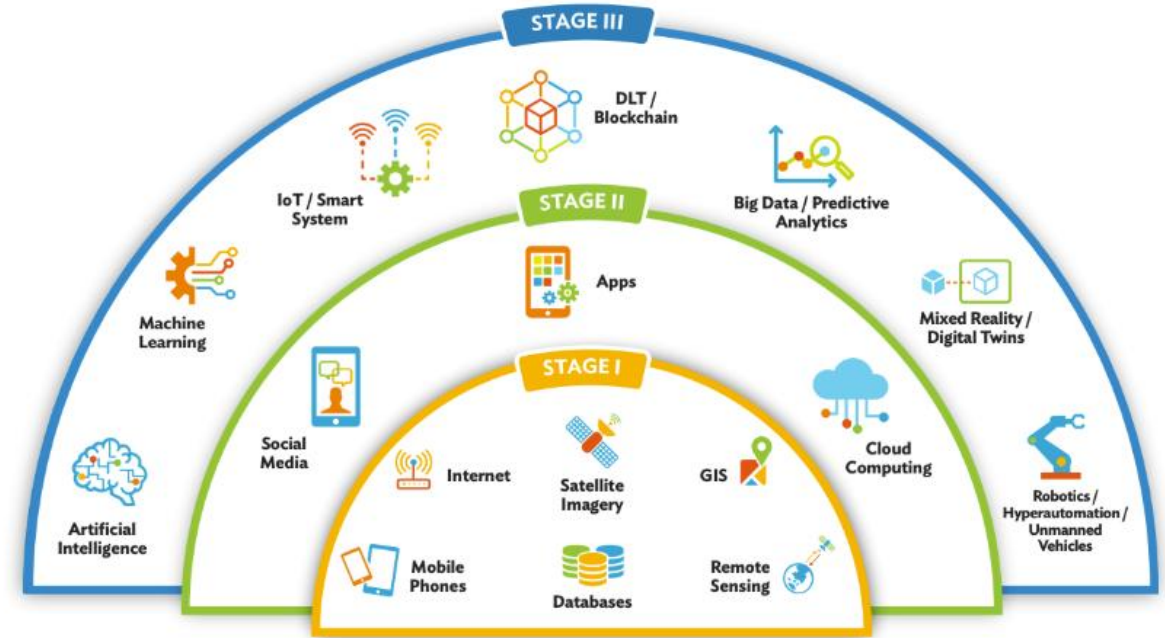 STAGE III
DLT /
Blockchain
IoT / Smart
System
Big Data / Predictive
Analytics
Machine
Learning
Mixed Reality /
Digital Twins
Artificial
Intelligence
Robotics /
Hyperautomation /
Unmanned
Vehicles
STAGE II
Apps
Social
Media
Cloud
Computing
STAGE I
Internet
Satellite
Imagery
GIS
Mobile
Phones
Databases
Remote
Sensing